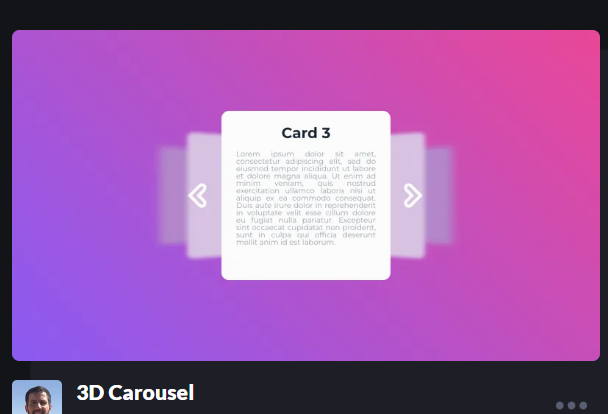 Card 3
Lorem ipsum dolor sit amet,
consectetur adipiscing elit, sed do
eiusmod tempor incididunt ut labore
et dolore magna aliqua. Ut enim ad
minim veniam, quis nostrud
exercitation ullamco laboris nisi ut
aliquip ex ea commodo consequat.
Duis aute irure dolor in reprehenderit
in voluptate velit esse cillum dolore
eu fugiat nulla pariatur. Excepteur
sint occaecat cupidatat non proident,
sunt in culpa qui officia deserunt
mollit anim id est laborum.
3D Carousel